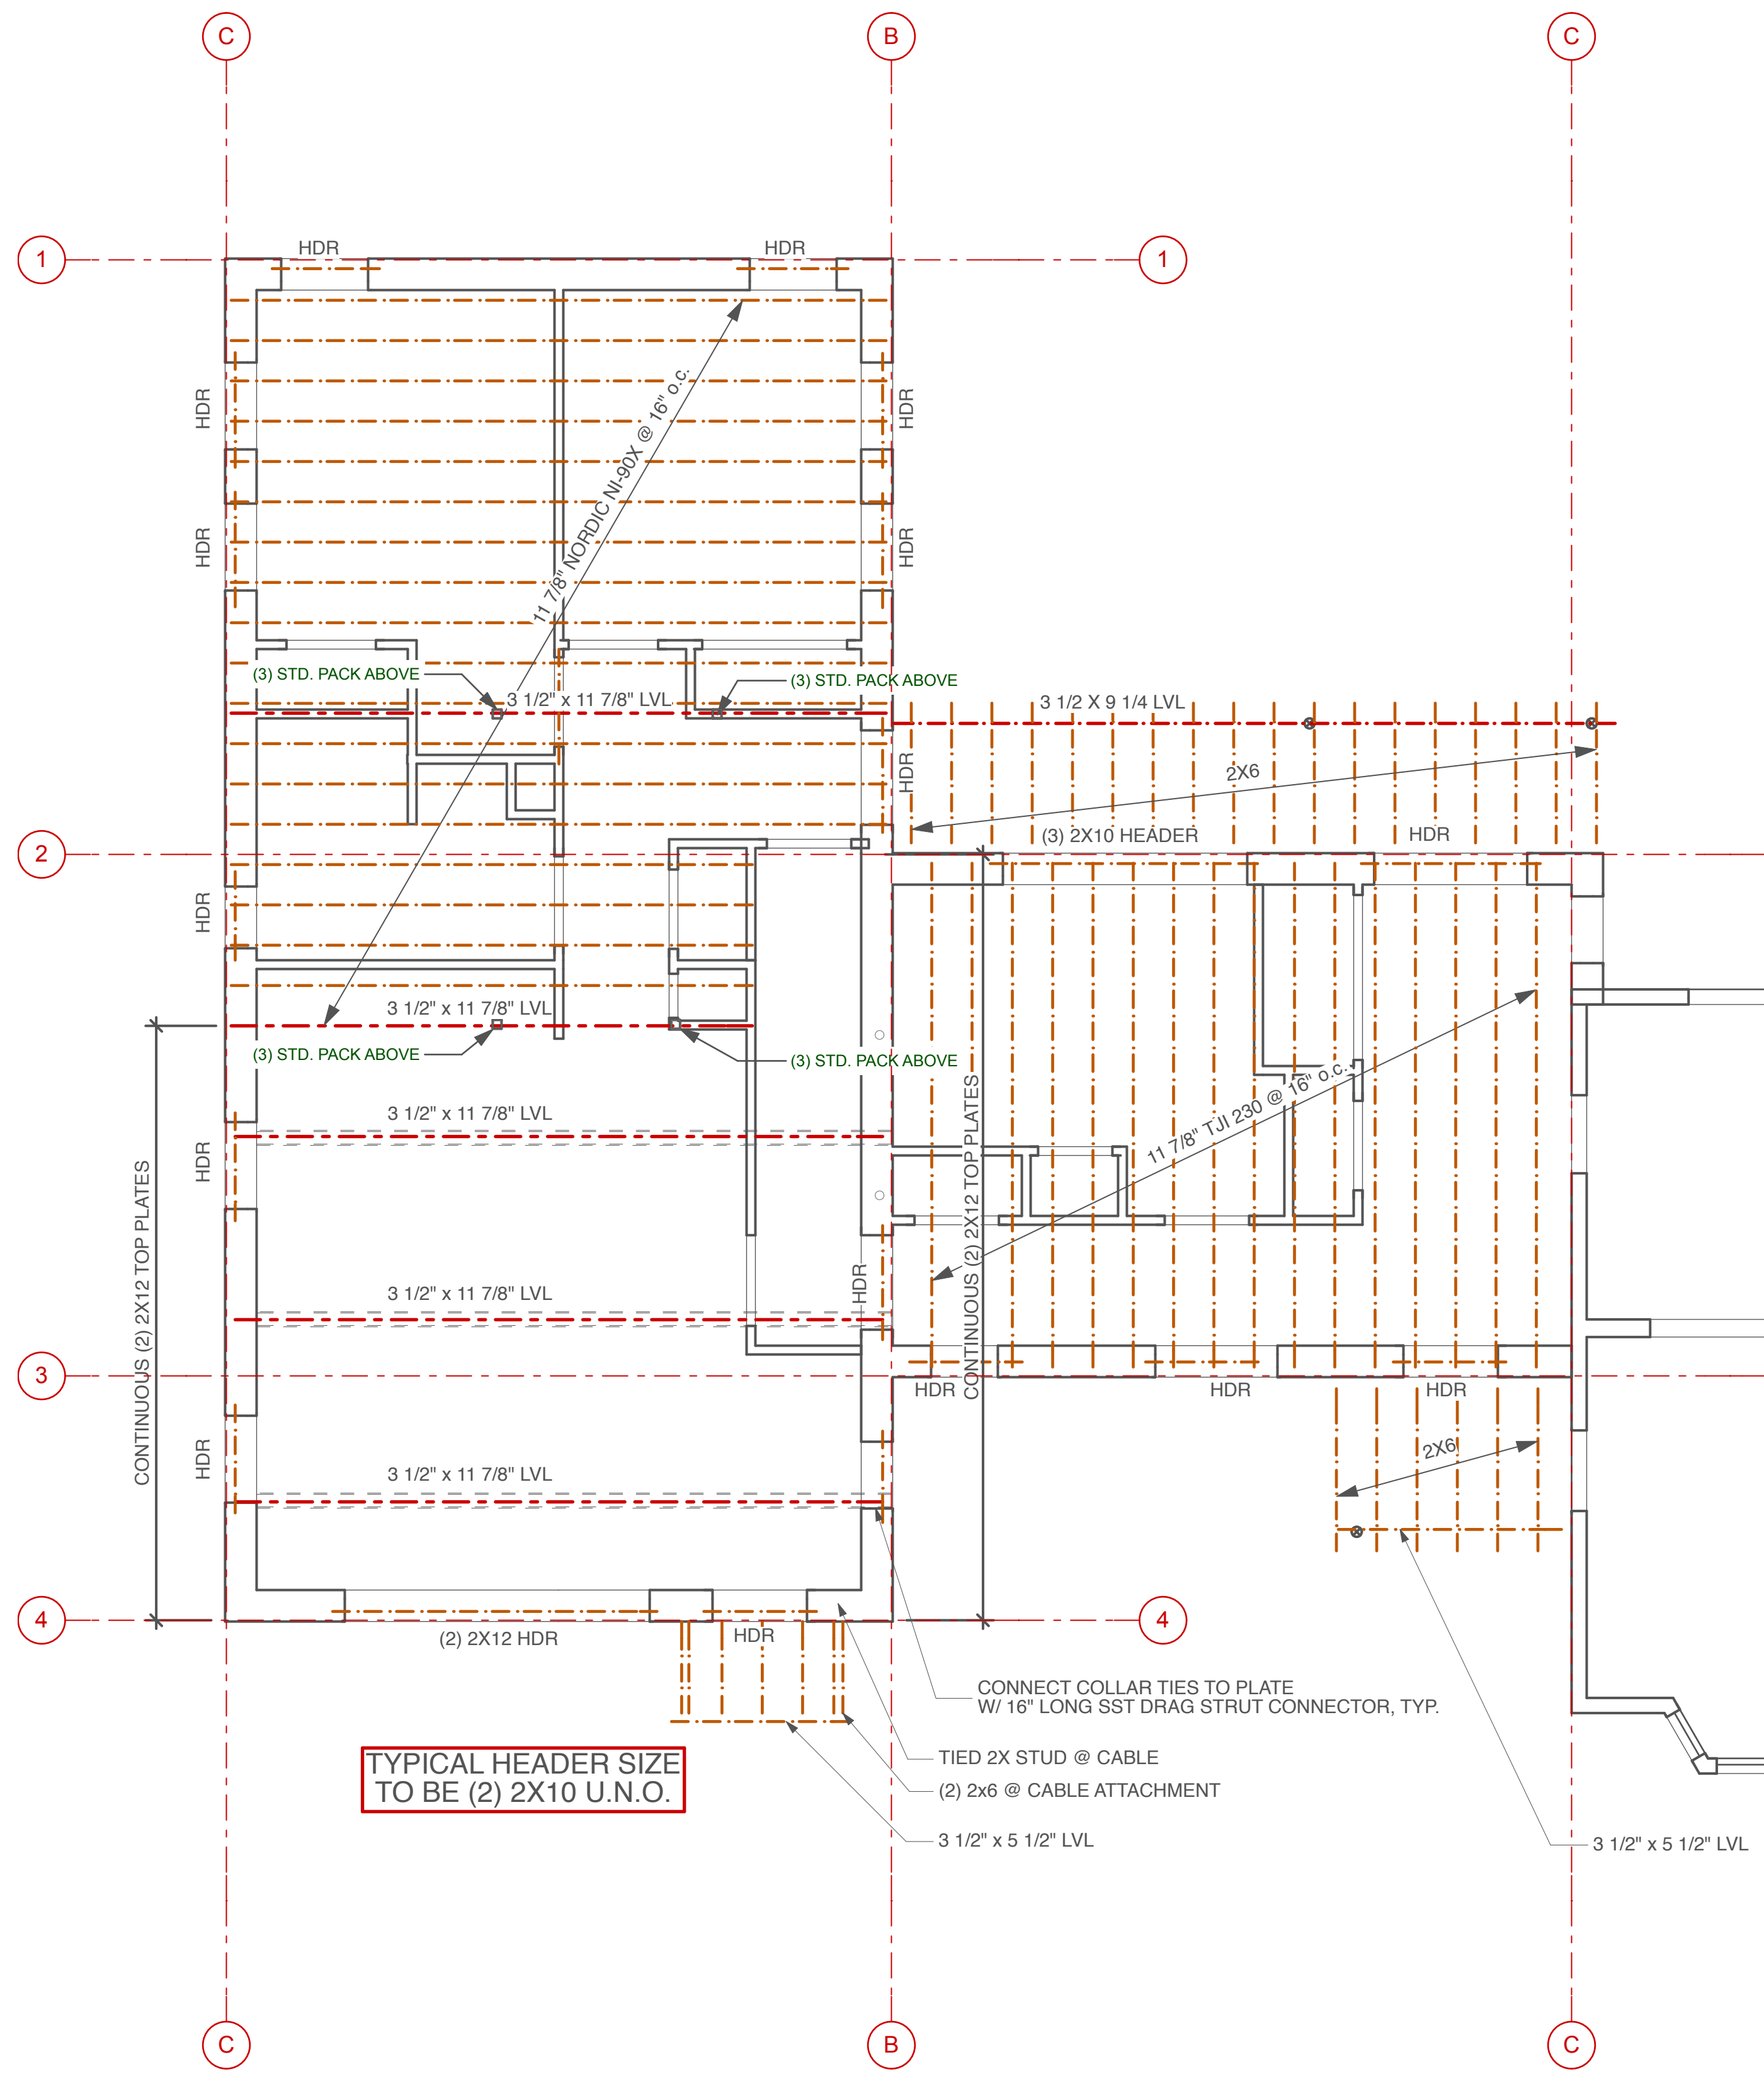 C
B
C
1
1
HDR
HDR
HDR
HDR
11 7/8" NORDIC NI-90X @ 16" o.c.
HDR
HDR
(3) STD. PACK ABOVE
(3) STD. PACK ABOVE
3 1/2" x 11 7/8" LVL
3 1/2 X 9 1/4 LVL
HDR
2X6
(3) 2X10 HEADER
HDR
2
HDR
3 1/2" x 11 7/8" LVL
(3) STD. PACK ABOVE
(3) STD. PACK ABOVE
3 1/2" x 11 7/8" LVL
11 7/8" TJI 230 @ 16" o.c.
HDR
CONTINUOUS (2) 2X12 TOP PLATES
CONTINUOUS (2) 2X12 TOP PLATES
3 1/2" x 11 7/8" LVL
HDR
3
HDR
HDR
HDR
HDR
2X6
3 1/2" x 11 7/8" LVL
4
4
(2) 2X12 HDR
HDR
CONNECT COLLAR TIES TO PLATE
W/ 16" LONG SST DRAG STRUT CONNECTOR, TYP.
TIED 2X STUD @ CABLE
(2) 2x6 @ CABLE ATTACHMENT
3 1/2" x 5 1/2" LVL
3 1/2" x 5 1/2" LVL
TYPICAL HEADER SIZE
TO BE (2) 2X10 U.N.O.
C
B
C